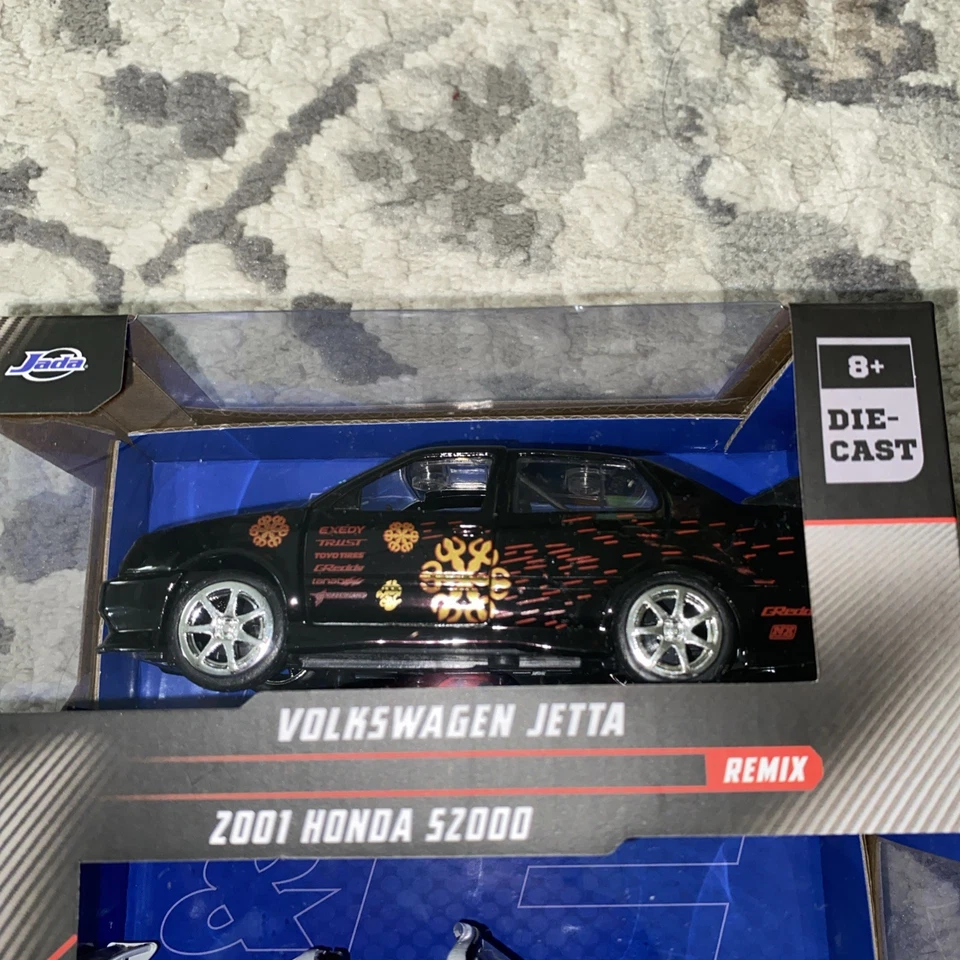 Jada
8+
DIE-
CAST
EXEDY
TRUST
TOYO TIRES
GReddy
GReddy
VOLKSWAGEN JETTA
REMIX
2001 HONDA S2000
&